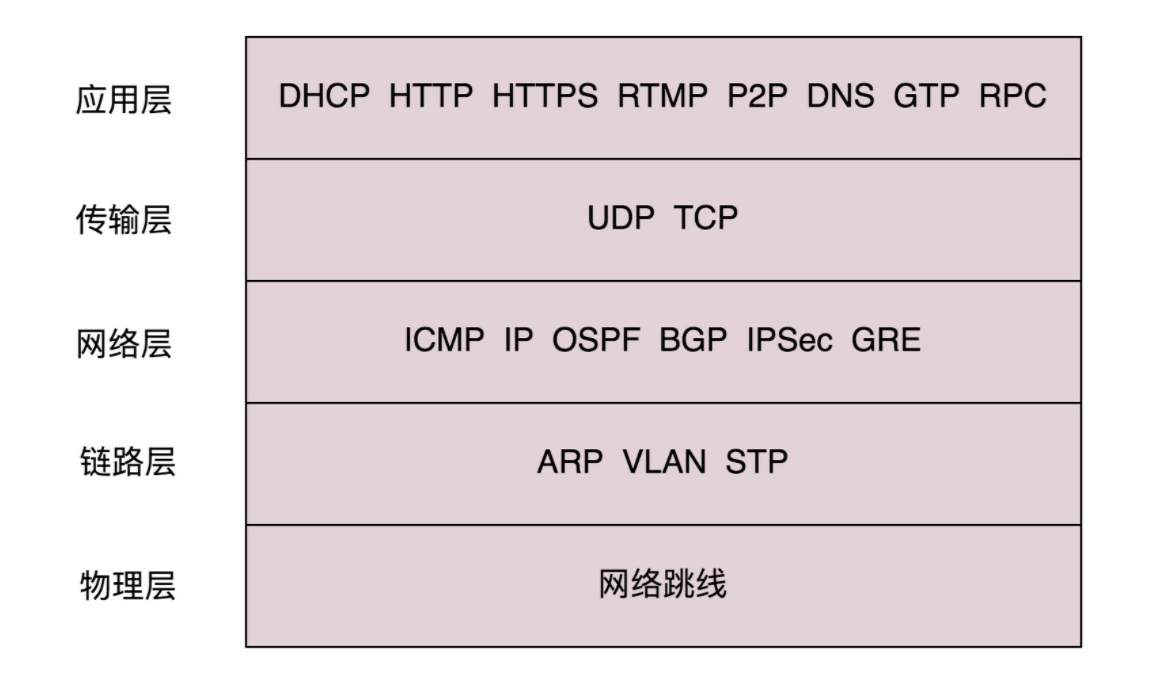 应用层 DHCP HTTP HTTPS RTMP P2P DNS GTP RPC
传输层 UDP TCP
网络层 ICMP IP OSPF BGP IPSec GRE
链路层 ARP VLAN STP
物理层 网络跳线